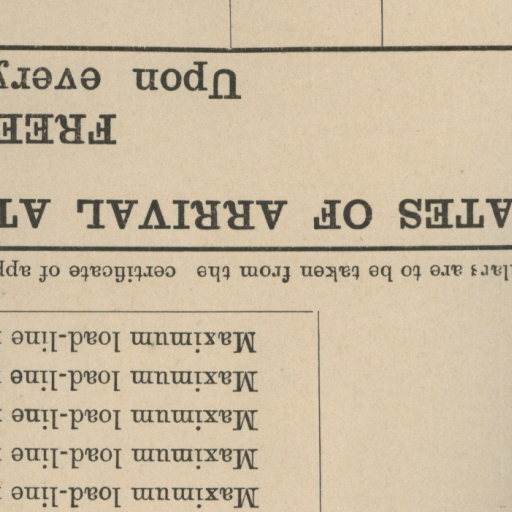 Maximum load-line
Maximum load-line
Maximum load-line
Maximum load-line
Maximum load-line
lars are to be taken from the certificate of app
ATES OF ARRIVAL AT
FREE
Upon every